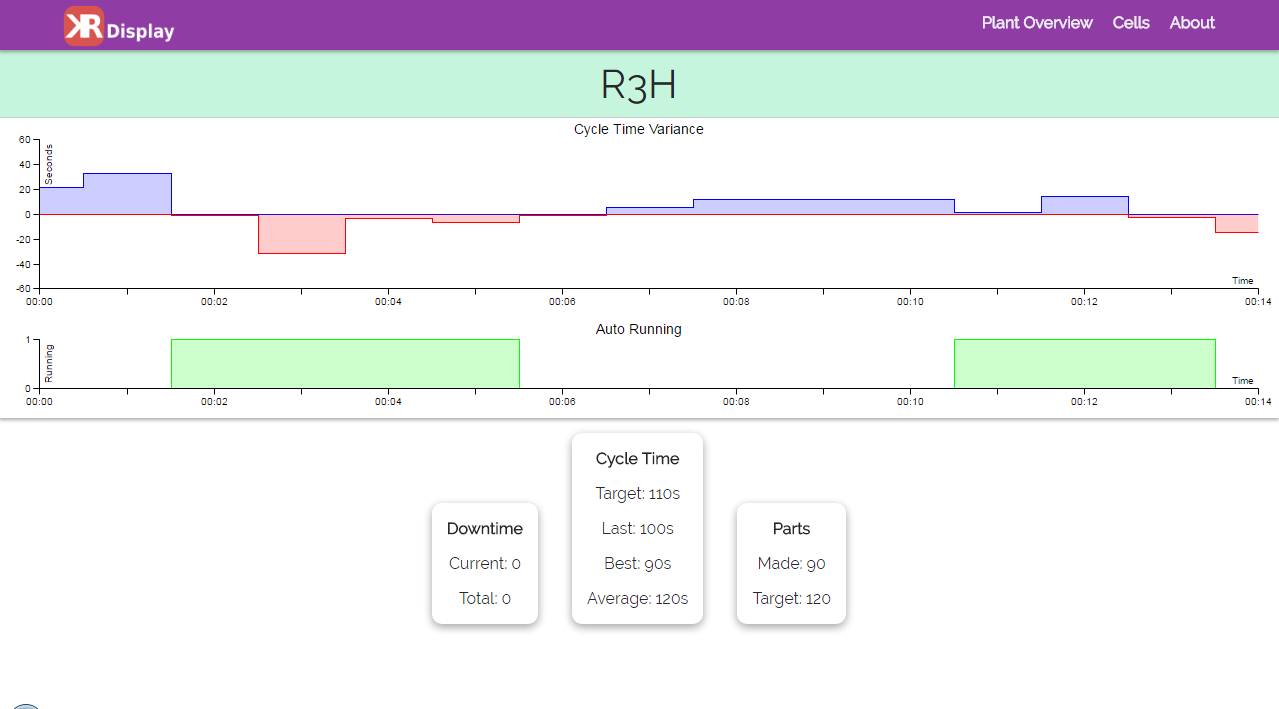 KR Display
Plant Overview
Cells
About
R3H
Cycle Time Variance
Seconds
60
40
20
0
-20
-40
-60
Time
00:00
00:02
00:04
00:06
00:08
00:10
00:12
00:14
Auto Running
Running
1
0
Time
00:00
00:02
00:04
00:06
00:08
00:10
00:12
00:14
Downtime
Current: 0
Total: 0
Cycle Time
Target: 110s
Last: 100s
Best: 90s
Average: 120s
Parts
Made: 90
Target: 120